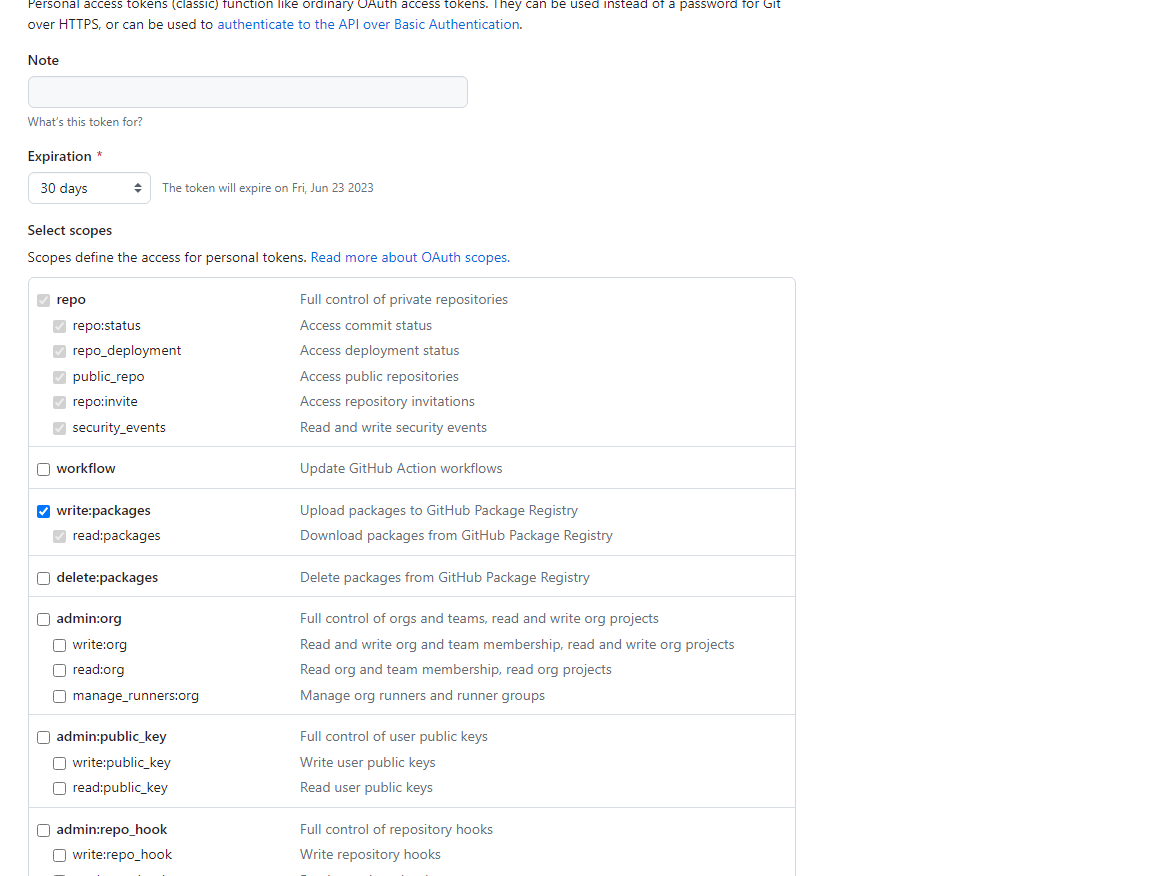 Personal access tokens (classic) function like ordinary OAuth access tokens. They can be used instead of a password for Git
over HTTPS, or can be used to authenticate to the API over Basic Authentication.
Note
What's this token for?
Expiration *
30 days The token will expire on Fri, Jun 23 2023
Select scopes
Scopes define the access for personal tokens. Read more about OAuth scopes.
repo Full control of private repositories
repo:status Access commit status
repo_deployment Access deployment status
public_repo Access public repositories
repo:invite Access repository invitations
security_events Read and write security events
workflow Update GitHub Action workflows
write:packages Upload packages to GitHub Package Registry
read:packages Download packages from GitHub Package Registry
delete:packages Delete packages from GitHub Package Registry
admin:org Full control of orgs and teams, read and write org projects
write:org Read and write org and team membership, read and write org projects
read:org Read org and team membership, read org projects
manage_runners:org Manage org runners and runner groups
admin:public_key Full control of user public keys
write:public_key Write user public keys
read:public_key Read user public keys
admin:repo_hook Full control of repository hooks
write:repo_hook Write repository hooks